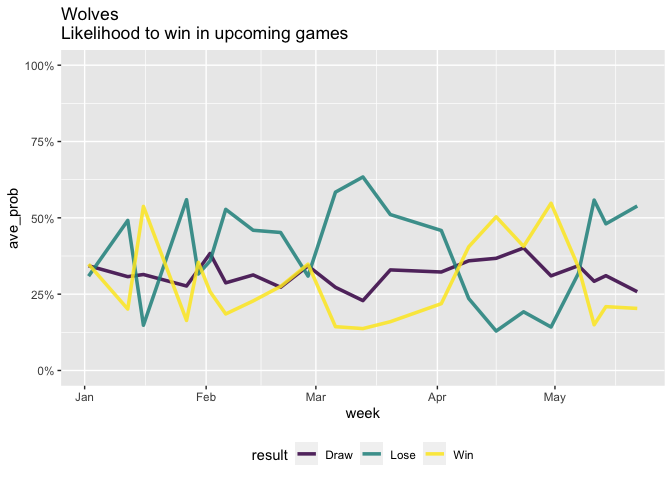 Wolves
Likelihood to win in upcoming games
100%
75%
50%
25%
0%
ave_prob
Jan Feb Mar Apr May
week
result Draw Lose Win